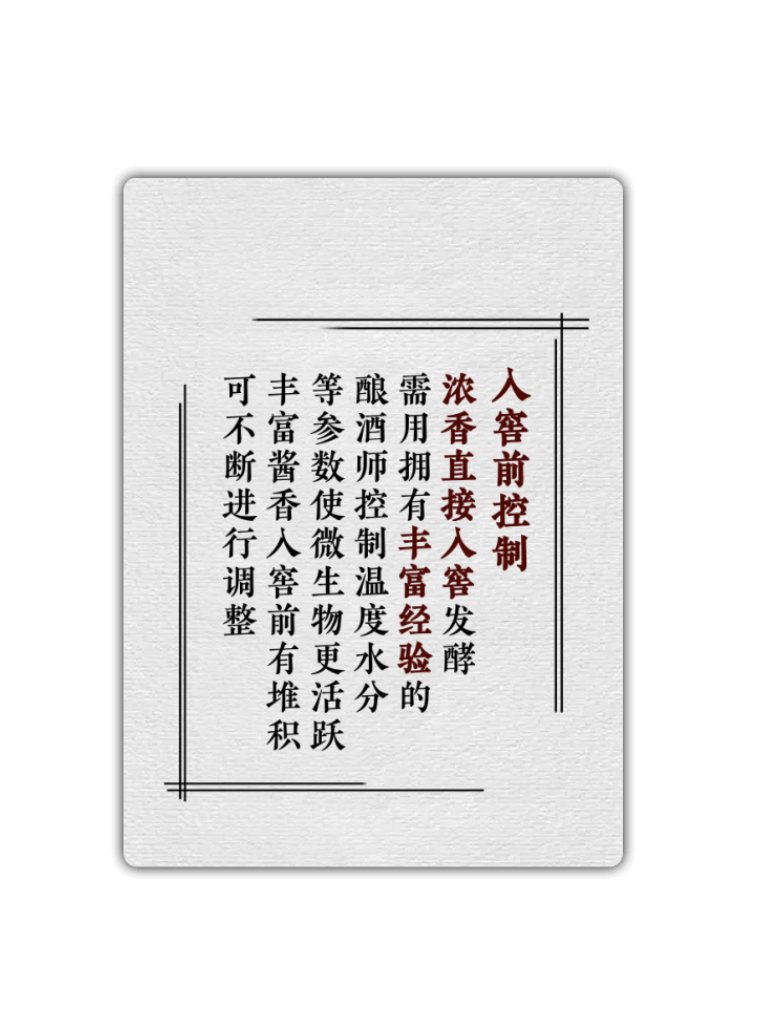 入窖前控制
浓香直接入窖发酵
需用拥有丰富经验的
酿酒师控制温度水分
等参数使微生物更活跃
丰富酱香入窖前有堆积
可不断进行调整